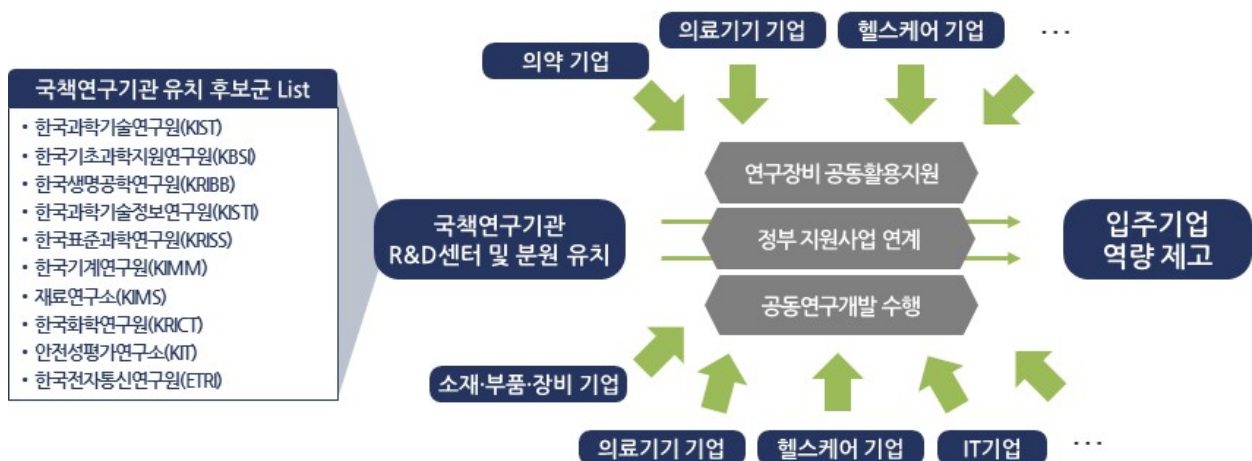 의료기기 기업
헬스케어 기업
...
의약 기업
국책연구기관 유치 후보군 List
• 한국과학기술연구원(KIST)
• 한국기초과학지원연구원(KBSI)
• 한국생명공학연구원(KRIBB)
• 한국과학기술정보연구원(KISTI)
• 한국표준과학연구원(KRISS)
• 한국기계연구원(KIMM)
• 재료연구소(KIMS)
• 한국화학연구원(KRICT)
• 안전성평가연구소(KIT)
• 한국전자통신연구원(ETRI)
국책연구기관
R&D센터 및 분원 유치
연구장비 공동활용지원
정부 지원사업 연계
공동연구개발 수행
입주기업
역량 제고
소재·부품·장비 기업
의료기기 기업
헬스케어 기업
IT기업
...